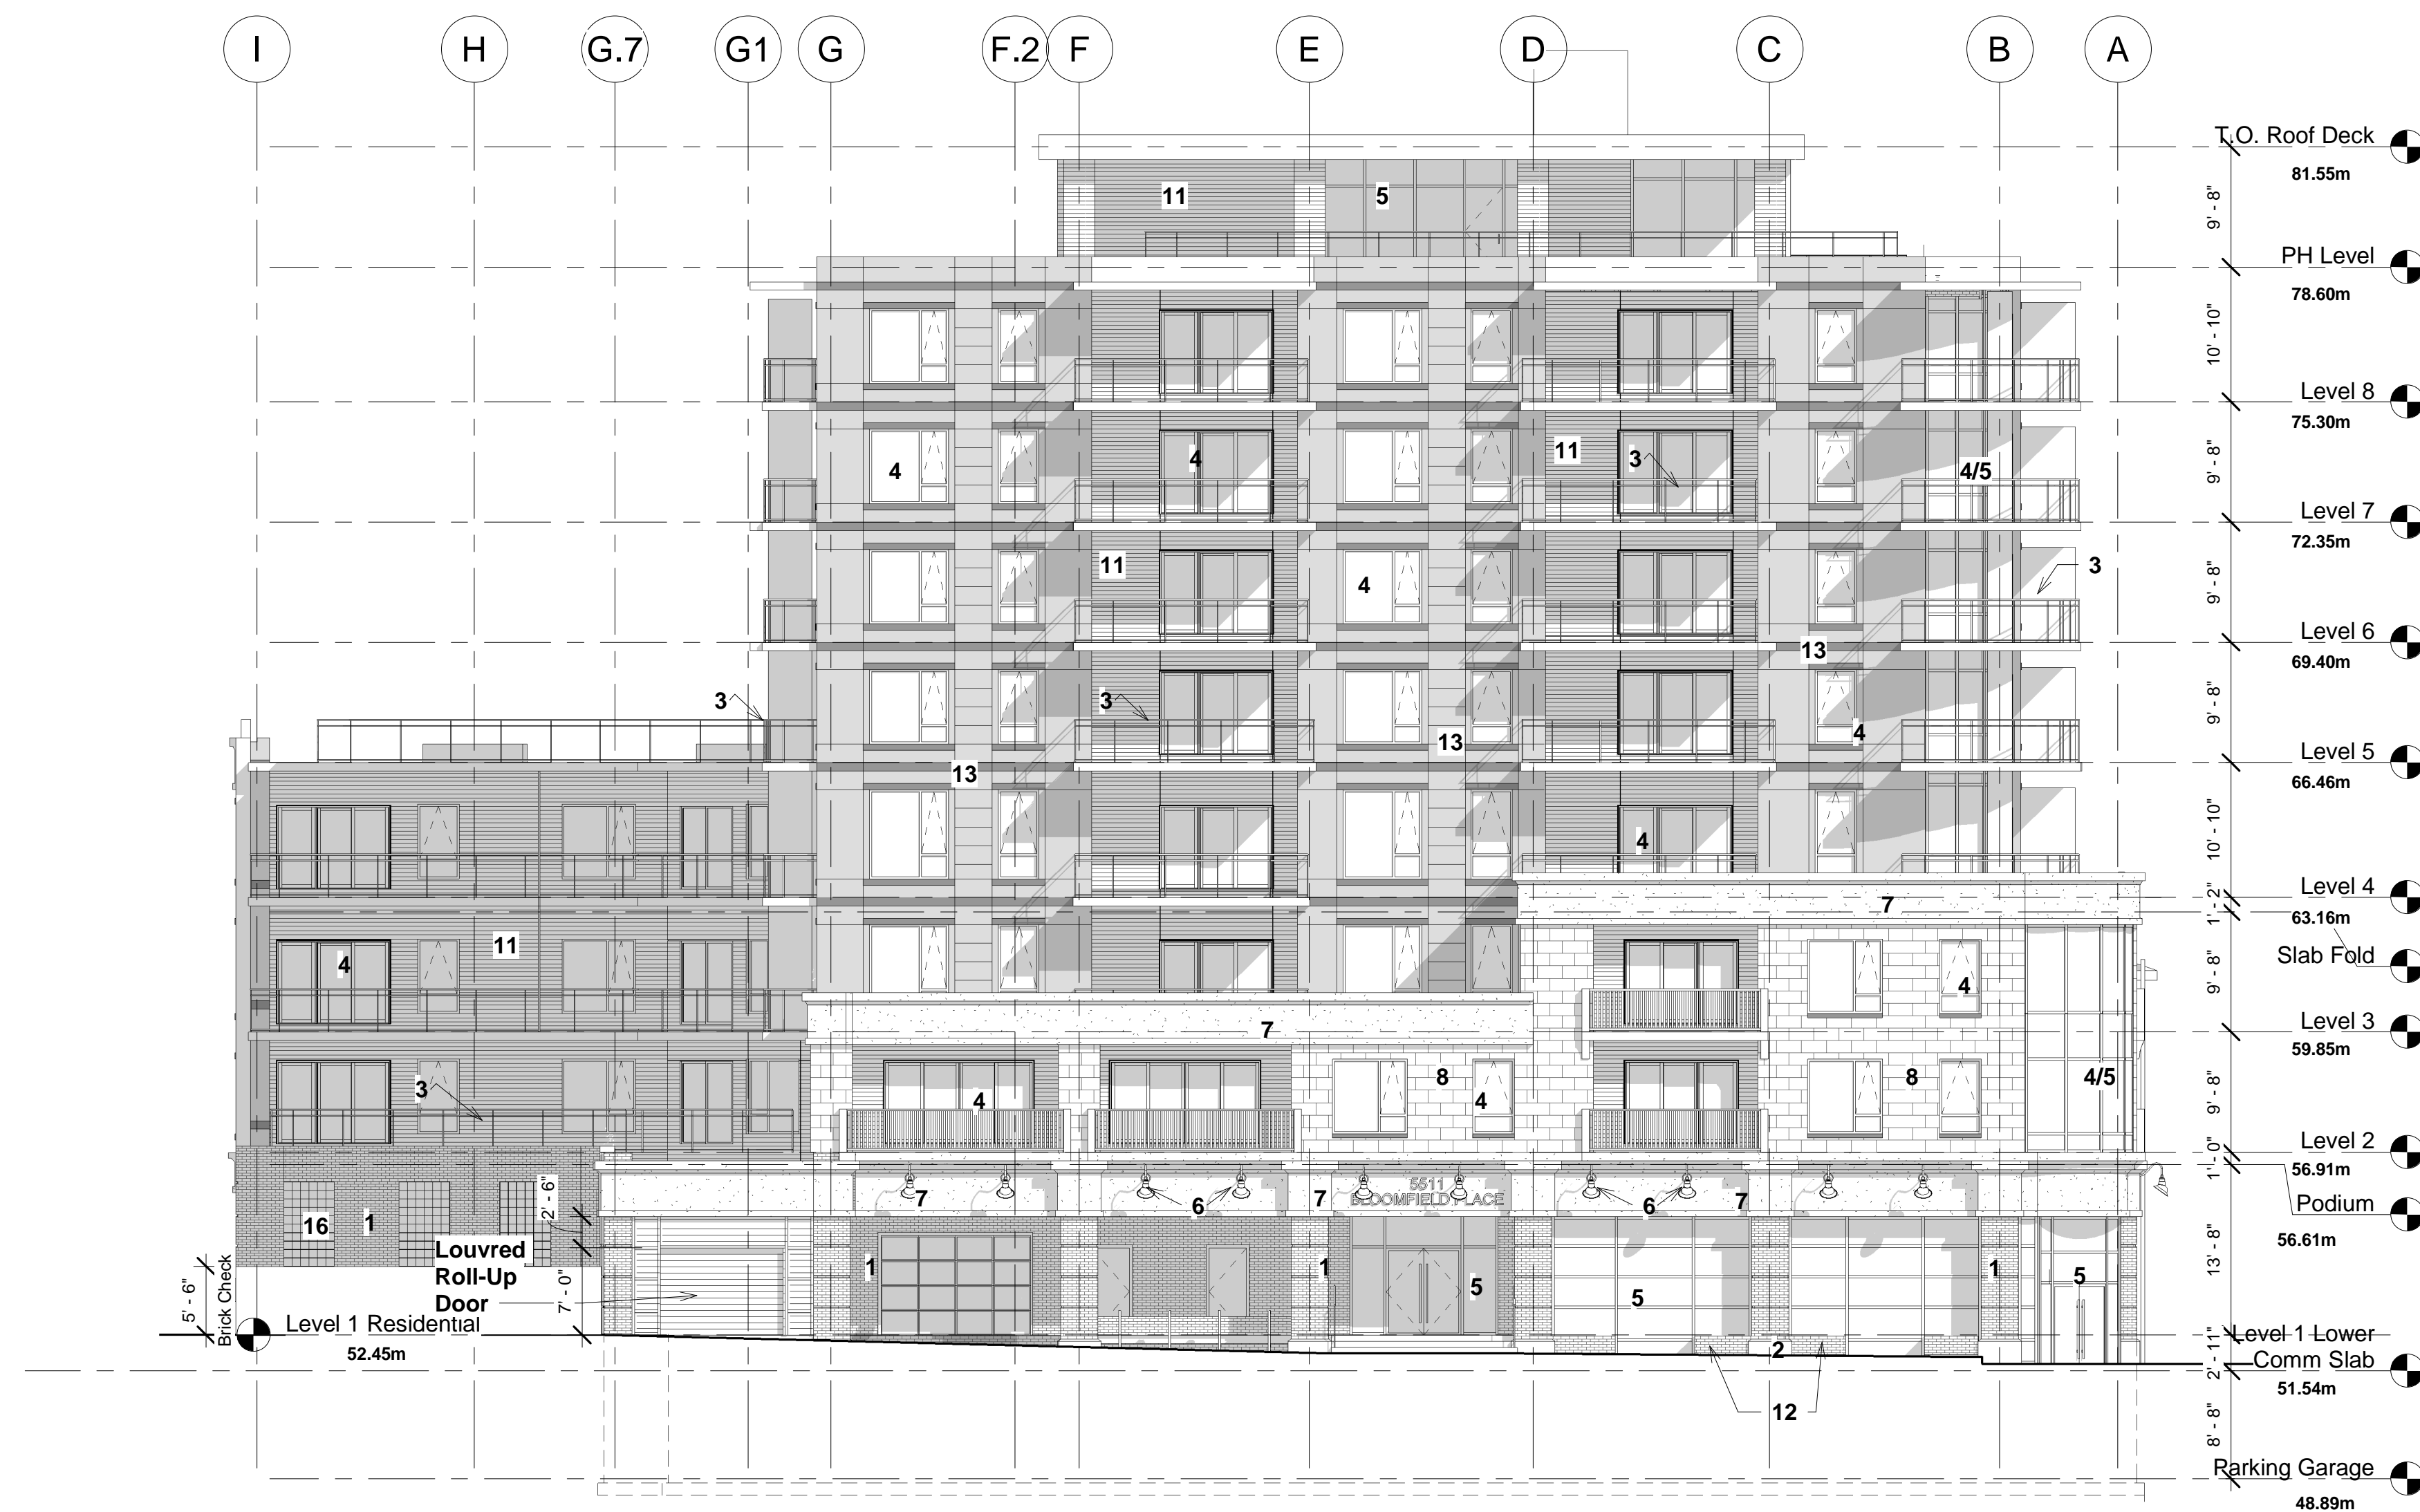 I H G.7 G1 G F.2 F E D C B A
T.O. Roof Deck
81.55m
9' - 8"
11 5
PH Level
78.60m
10' - 10"
Level 8
75.30m
4 4 11 3 4/5
9' - 8"
Level 7
72.35m
11 4 3
9' - 8"
Level 6
69.40m
13
3 3 13 4
9' - 8"
13
Level 5
66.46m
4
10' - 10"
Level 4
63.16m
1' - 2"
7
11 4 4
Slab Fold
9' - 8"
7
Level 3
59.85m
3 4 8 4 8 4/5
9' - 8"
Level 2
56.91m
1' - 0"
7 6 7 6 7
5511
BLOOMFIELD PLACE
Podium
56.61m
16 1 2' - 6"
Louvred
Roll-Up
Door
7' - 0"
1 1 5 5 1 5
13' - 8"
5' - 6"
Brick Check
Level 1 Residential
52.45m
2
12
Level 1 Lower
2' - 11"
Comm Slab
51.54m
8' - 8"
Parking Garage
48.89m